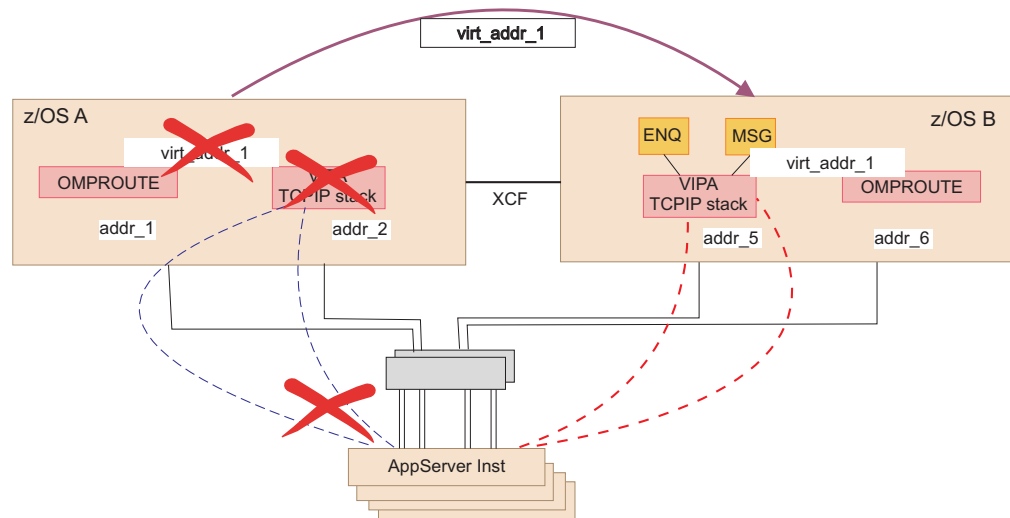 virt_addr_1
z/OS A
z/OS B
ENQ
MSG
virt_addr_1
virt_addr_1
OMPROUTE
VIPA
TCPIP stack
XCF
VIPA
TCPIP stack
OMPROUTE
addr_1
addr_2
addr_5
addr_6
AppServer Inst